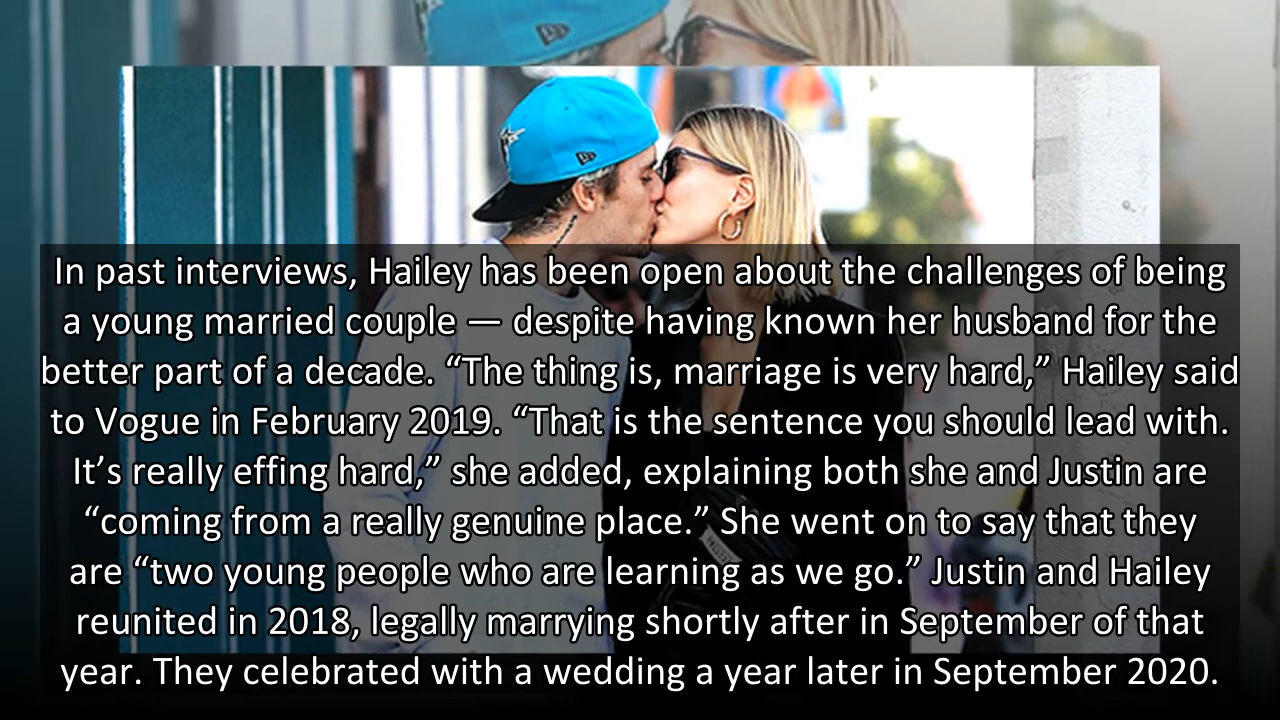 In past interviews, Hailey has been open about the challenges of being
a young married couple — despite having known her husband for the
better part of a decade. “The thing is, marriage is very hard,” Hailey said
to Vogue in February 2019. “That is the sentence you should lead with.
It’s really effing hard,” she added, explaining both she and Justin are
“coming from a really genuine place.” She went on to say that they
are “two young people who are learning as we go.” Justin and Hailey
reunited in 2018, legally marrying shortly after in September of that
year. They celebrated with a wedding a year later in September 2020.